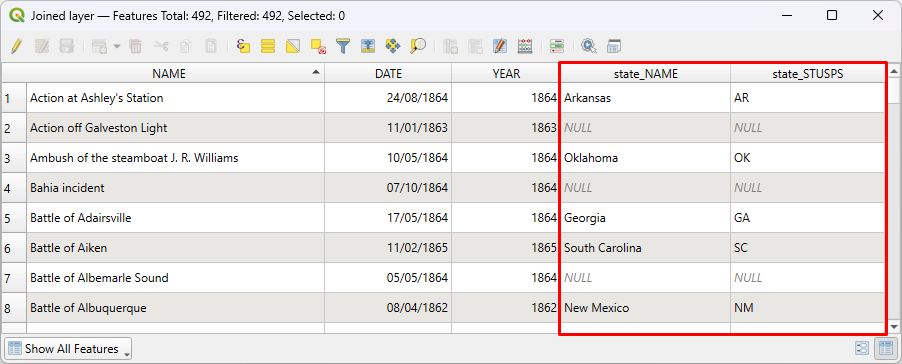 Joined layer — Features Total: 492, Filtered: 492, Selected: 0
NAME DATE YEAR state_NAME state_STUSPS
1 Action at Ashley's Station 24/08/1864 1864 Arkansas AR
2 Action off Galveston Light 11/01/1863 1863 NULL NULL
3 Ambush of the steamboat J. R. Williams 10/05/1864 1864 Oklahoma OK
4 Bahia incident 07/10/1864 1864 NULL NULL
5 Battle of Adairsville 17/05/1864 1864 Georgia GA
6 Battle of Aiken 11/02/1865 1865 South Carolina SC
7 Battle of Albemarle Sound 05/05/1864 1864 NULL NULL
8 Battle of Albuquerque 08/04/1862 1862 New Mexico NM
Show All Features